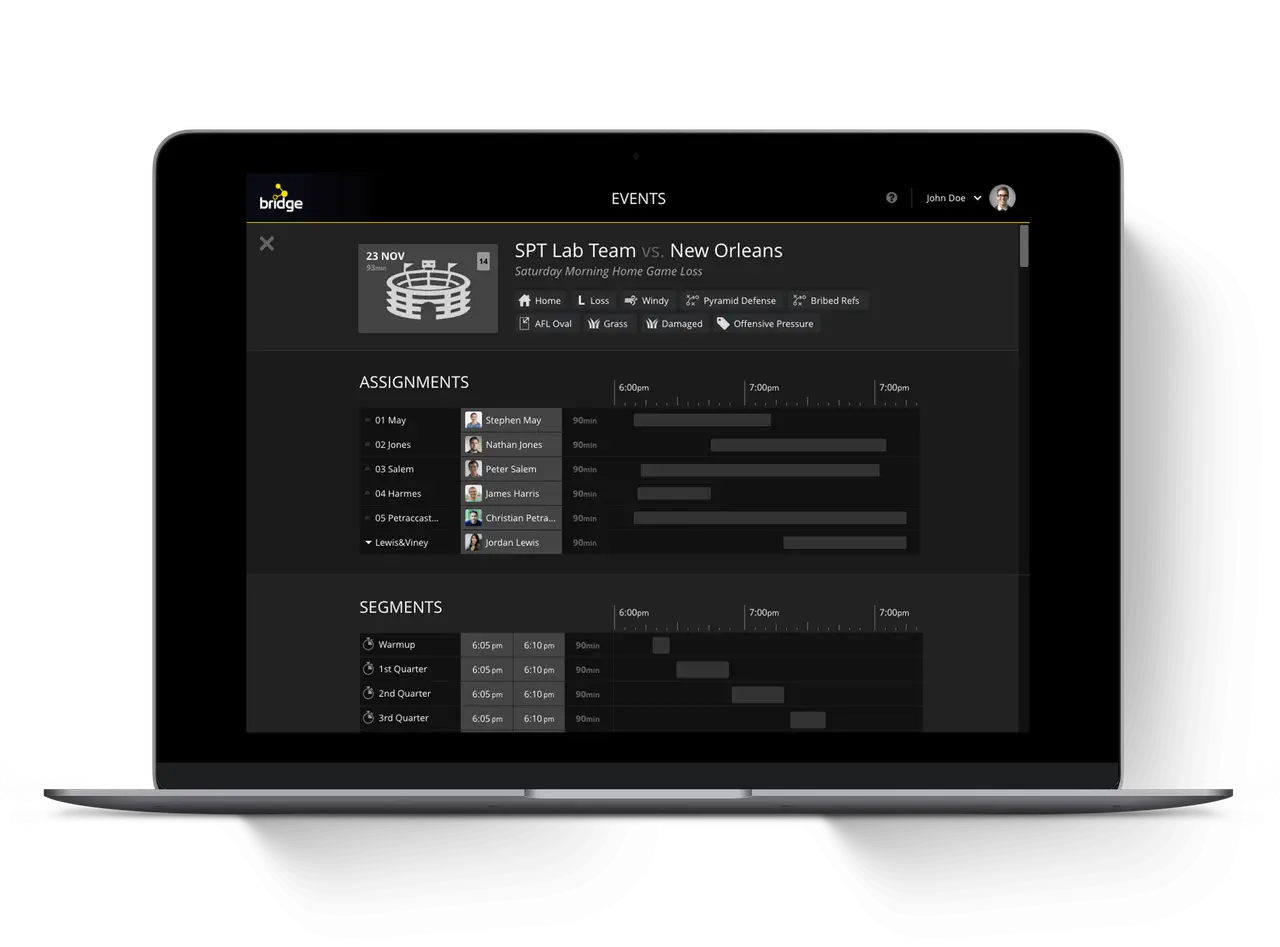 bridge
EVENTS
John Doe
23 NOV
93min
14
SPT Lab Team vs. New Orleans
Saturday Morning Home Game Loss
Home L Loss Windy Pyramid Defense Bribed Refs
AFL Oval Grass Damaged Offensive Pressure
ASSIGNMENTS
6:00pm 7:00pm 7:00pm
01 May Stephen May 90min
02 Jones Nathan Jones 90min
03 Salem Peter Salem 90min
04 Harmes James Harris 90min
05 Petraccast... Christian Petra... 90min
Lewis&Viney Jordan Lewis 90min
SEGMENTS
6:00pm 7:00pm 7:00pm
Warmup 6:05 pm 6:10 pm 90min
1st Quarter 6:05 pm 6:10 pm 90min
2nd Quarter 6:05 pm 6:10 pm 90min
3rd Quarter 6:05 pm 6:10 pm 90min